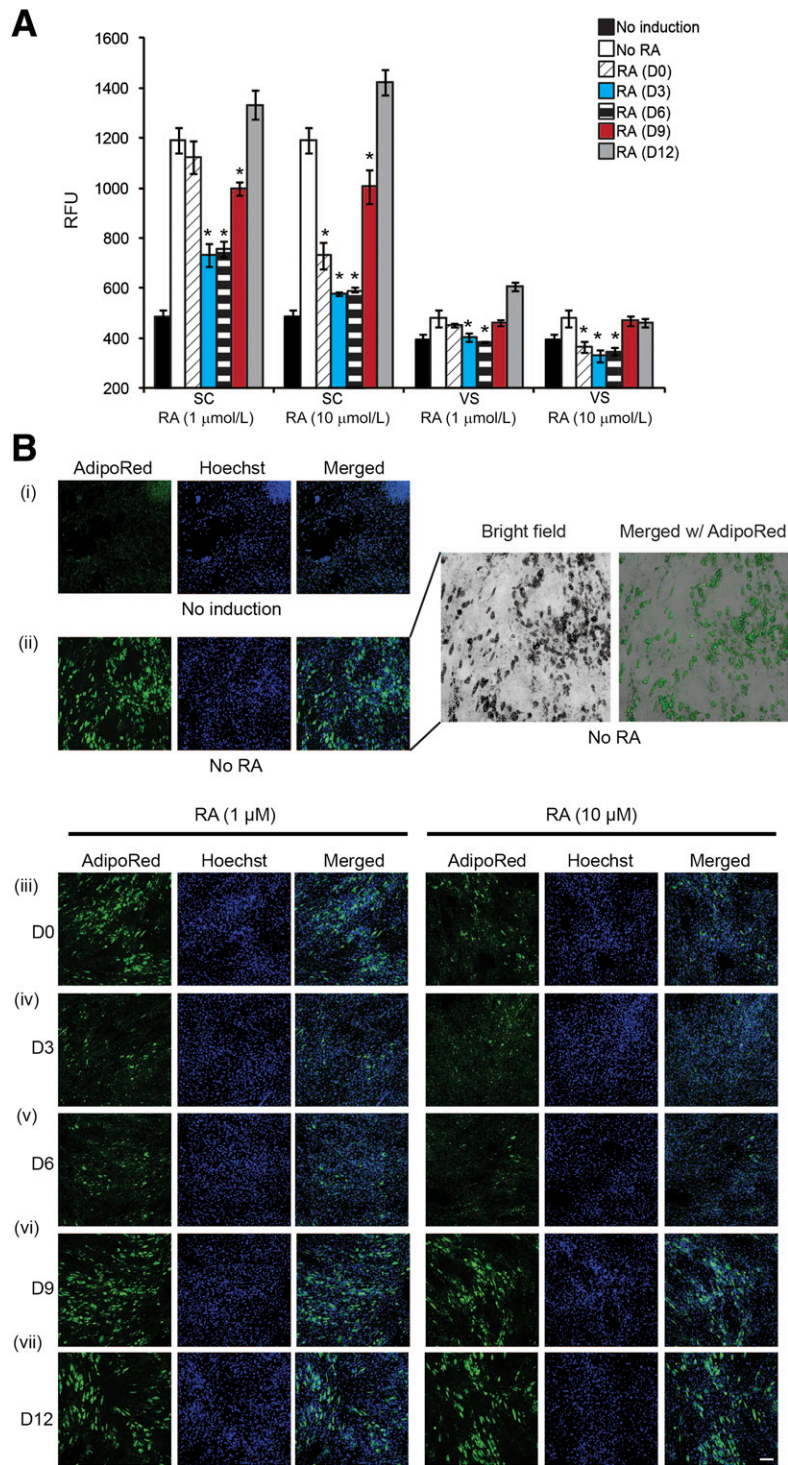 A
1600
1400
1200
1000
800
600
400
200
RFU
No induction
No RA
RA (D0)
RA (D3)
RA (D6)
RA (D9)
RA (D12)
* * *
* * * *
* *
* * *
SC SC VS VS
RA (1 μmol/L) RA (10 μmol/L) RA (1 μmol/L) RA (10 μmol/L)
B
AdipoRed Hoechst Merged
(i)
No induction
(ii)
No RA
Bright field Merged w/ AdipoRed
No RA
RA (1 μM) RA (10 μM)
AdipoRed Hoechst Merged AdipoRed Hoechst Merged
(iii)
D0
(iv)
D3
(v)
D6
(vi)
D9
(vii)
D12